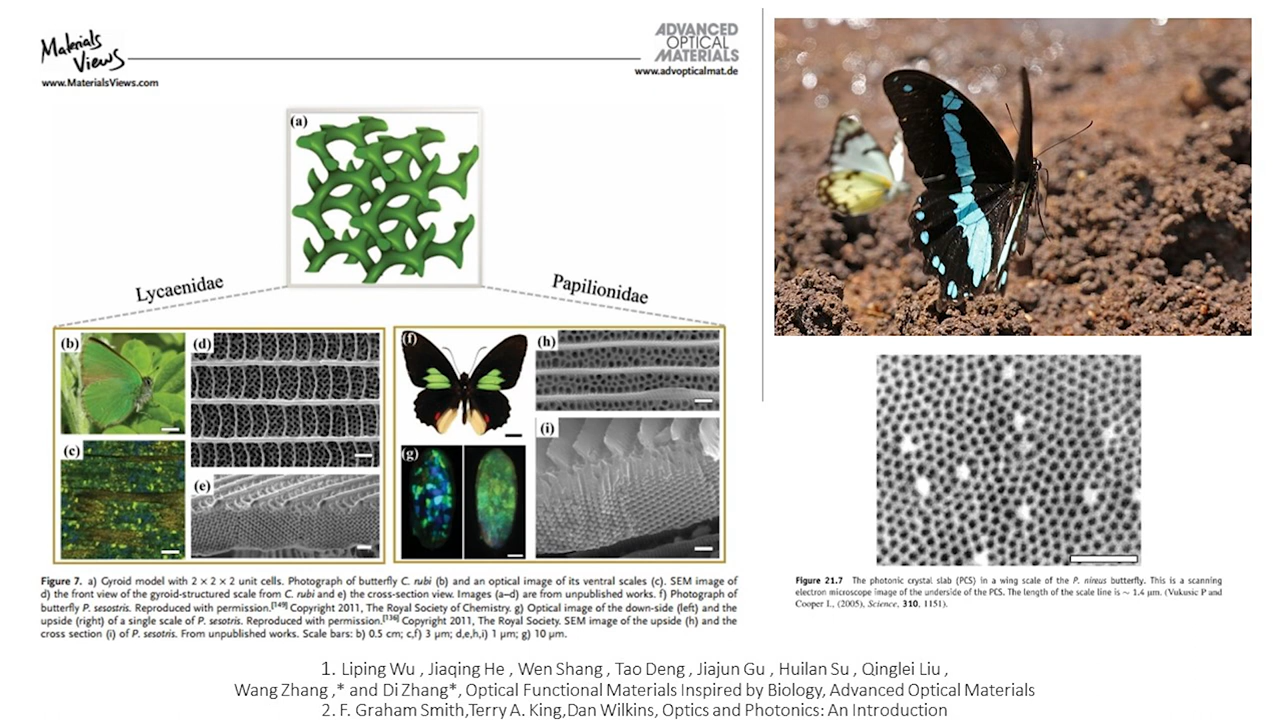 Materials
Views
www.MaterialsViews.com
ADVANCED
OPTICAL
MATERIALS
www.advopticalmat.de
(a)
Lycaenidae
Papilionidae
(b)
(d)
(f)
(h)
(c)
(e)
(g)
(i)
Figure 7. a) Gyroid model with 2 × 2 × 2 unit cells. Photograph of butterfly C. rubi (b) and an optical image of its ventral scales (c). SEM image of
d) the front view of the gyroid-structured scale from C. rubi and e) the cross-section view. Images (a–d) are from unpublished works. f) Photograph of
butterfly P. sesostris. Reproduced with permission.[149] Copyright 2011, The Royal Society of Chemistry. g) Optical image of the down-side (left) and the
upside (right) of a single scale of P. sesostris. Reproduced with permission.[136] Copyright 2011, The Royal Society. SEM image of the upside (h) and the
cross section (i) of P. sesostris. From unpublished works. Scale bars: b) 0.5 cm; c,f) 3 μm; d,e,h,i) 1 μm; g) 10 μm.
Figure 21.7 The photonic crystal slab (PCS) in a wing scale of the P. nireus butterfly. This is a scanning
electron microscope image of the underside of the PCS. The length of the scale line is ~ 1.4 μm. (Vukusic P and
Cooper I., (2005), Science, 310, 1151).
1. Liping Wu , Jiaqing He , Wen Shang , Tao Deng , Jiajun Gu , Huilan Su , Qinglei Liu ,
Wang Zhang ,* and Di Zhang*, Optical Functional Materials Inspired by Biology, Advanced Optical Materials
2. F. Graham Smith,Terry A. King,Dan Wilkins, Optics and Photonics: An Introduction